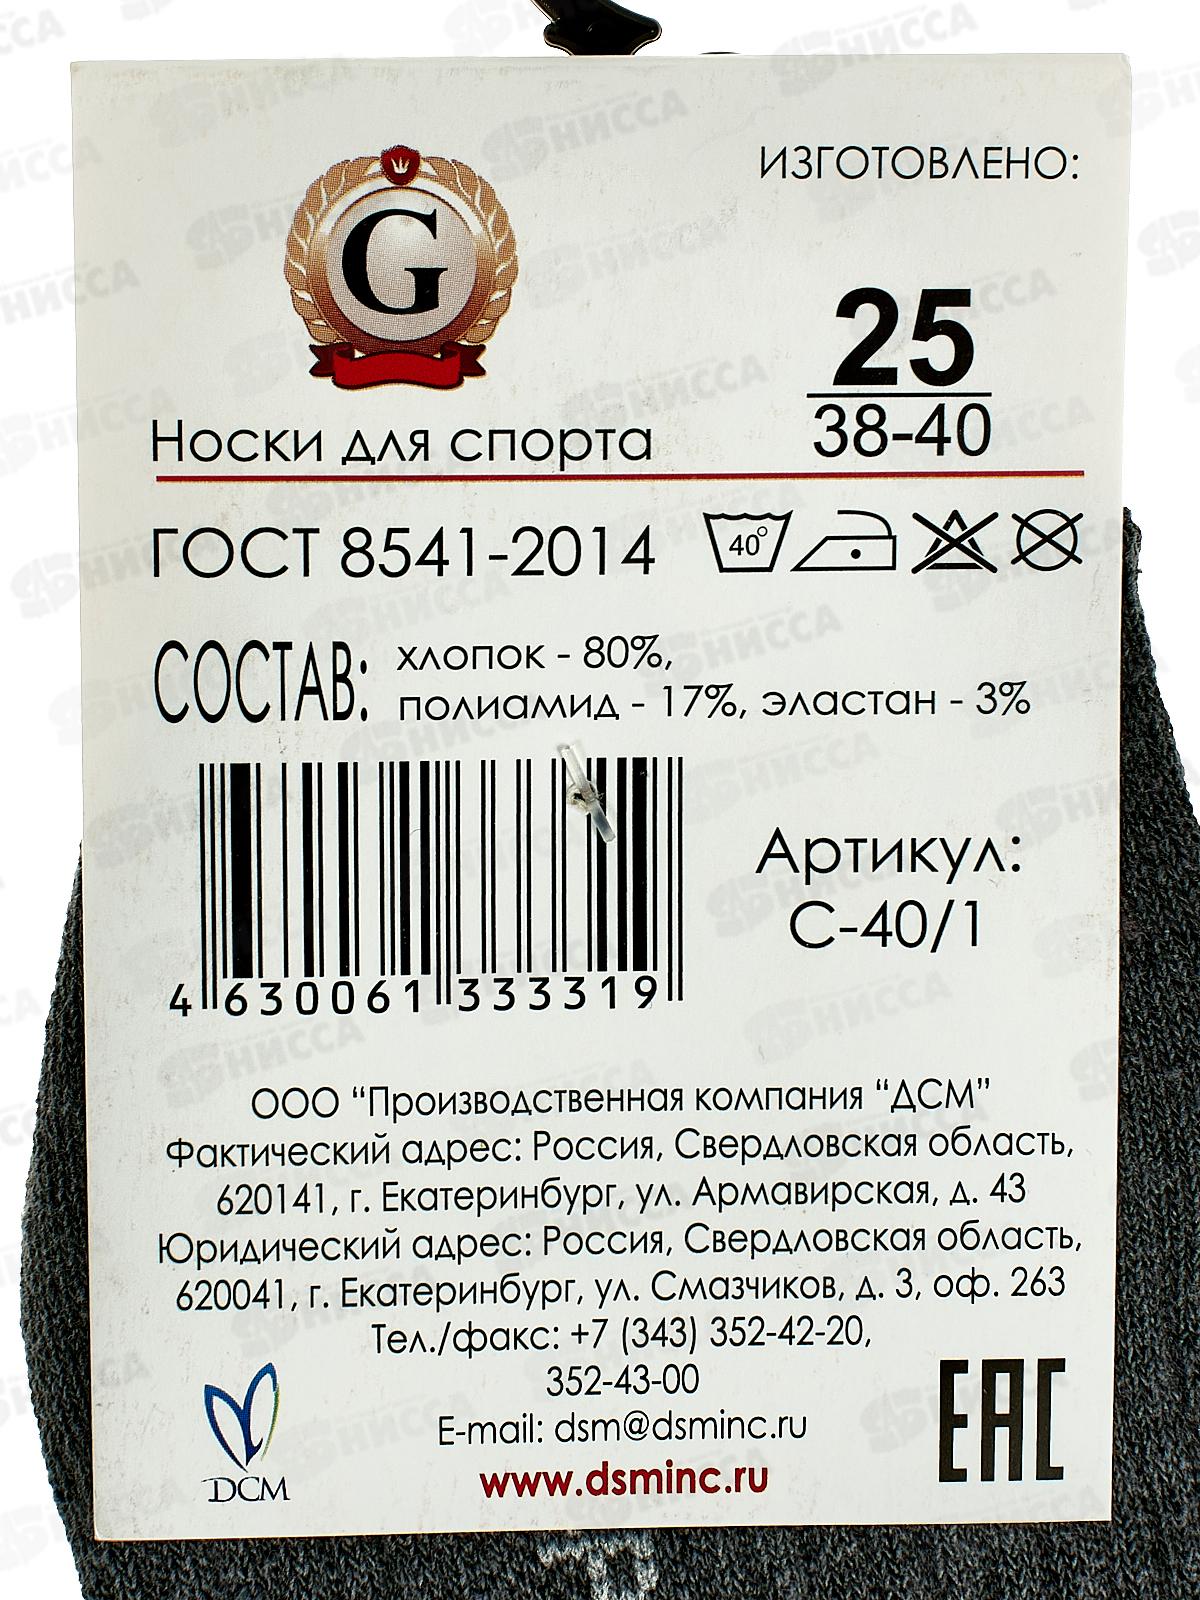 ИЗГОТОВЛЕНО:
G
25
38-40
Носки для спорта
ГОСТ 8541-2014
40°
СОСТАВ: хлопок - 80%,
полиамид - 17%, эластан - 3%
4 630061 333319
Артикул:
С-40/1
ООО “Производственная компания “ДСМ”
Фактический адрес: Россия, Свердловская область,
620141, г. Екатеринбург, ул. Армавирская, д. 43
Юридический адрес: Россия, Свердловская область,
620041, г. Екатеринбург, ул. Смазчиков, д. 3, оф. 263
Тел./факс: +7 (343) 352-42-20,
352-43-00
E-mail: dsm@dsminc.ru
www.dsminc.ru
ДСМ
ЕАС
НИССА